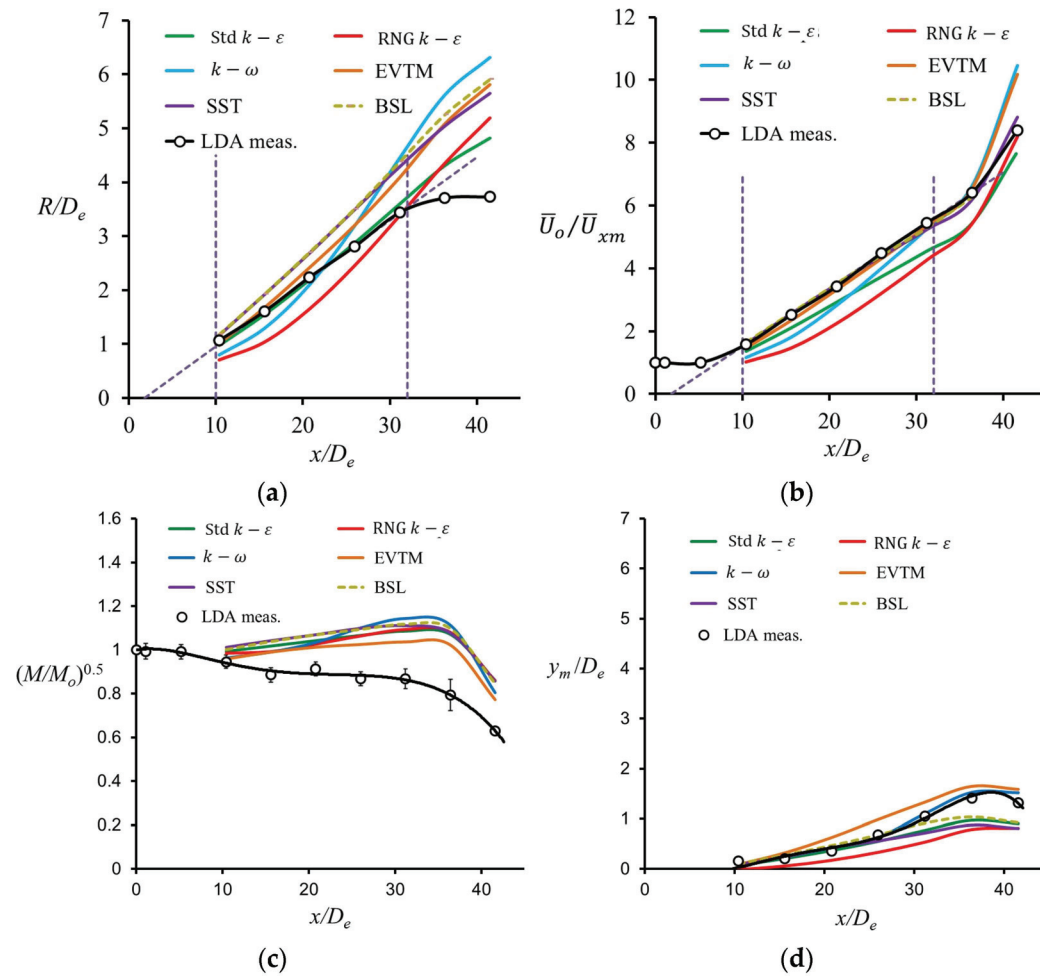 7
6
5
4
3
2
1
0
R/Dₑ
Std k − ε
RNG k − ε
k − ω
EVTM
SST
BSL
LDA meas.
0 10 20 30 40
x/Dₑ
(a)
12
10
8
6
4
2
0
U̅ₒ/U̅ₓₘ
Std k − ε
RNG k − ε
k − ω
EVTM
SST
BSL
LDA meas.
0 10 20 30 40
x/Dₑ
(b)
1.6
1.4
1.2
1
0.8
0.6
0.4
0.2
0
(M/Mₒ)⁰·⁵
Std k − ε
RNG k − ε
k − ω
EVTM
SST
BSL
LDA meas.
0 10 20 30 40
x/Dₑ
(c)
7
6
5
4
3
2
1
0
yₘ/Dₑ
Std k − ε
RNG k − ε
k − ω
EVTM
SST
BSL
LDA meas.
0 10 20 30 40
x/Dₑ
(d)